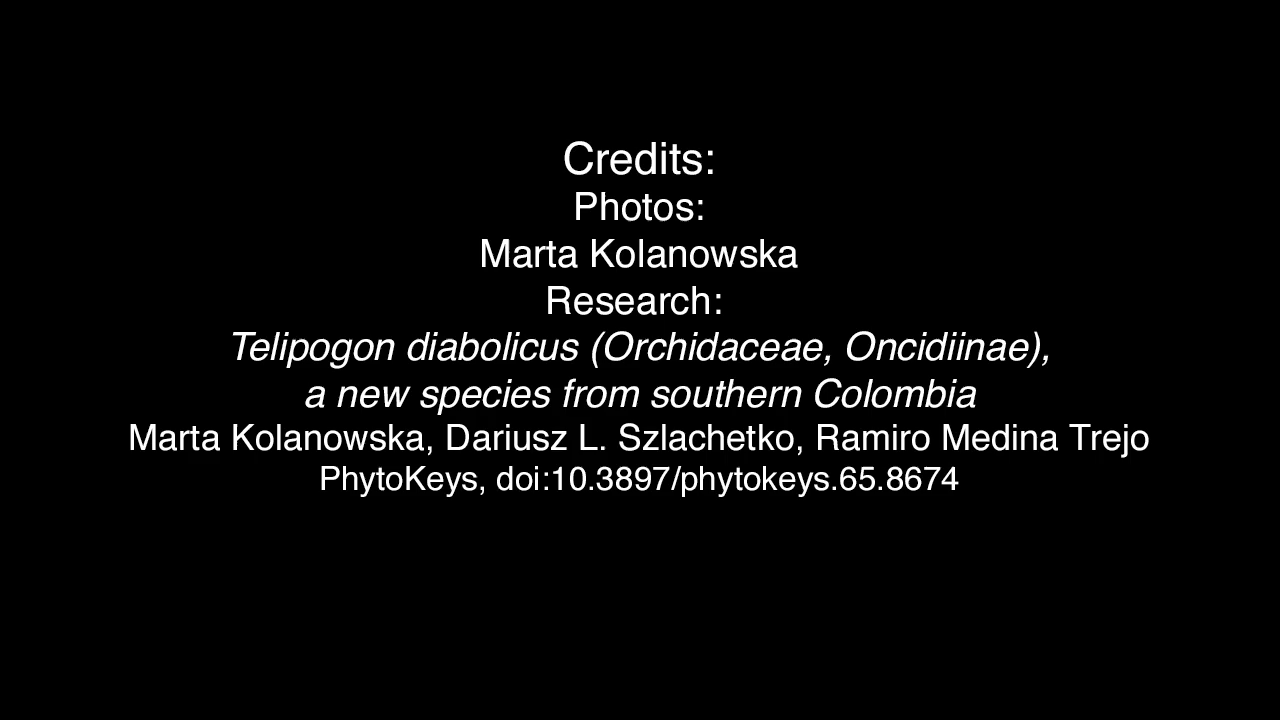 Credits:
Photos:
Marta Kolanowska
Research:
Telipogon diabolicus (Orchidaceae, Oncidiinae),
a new species from southern Colombia
Marta Kolanowska, Dariusz L. Szlachetko, Ramiro Medina Trejo
PhytoKeys, doi:10.3897/phytokeys.65.8674